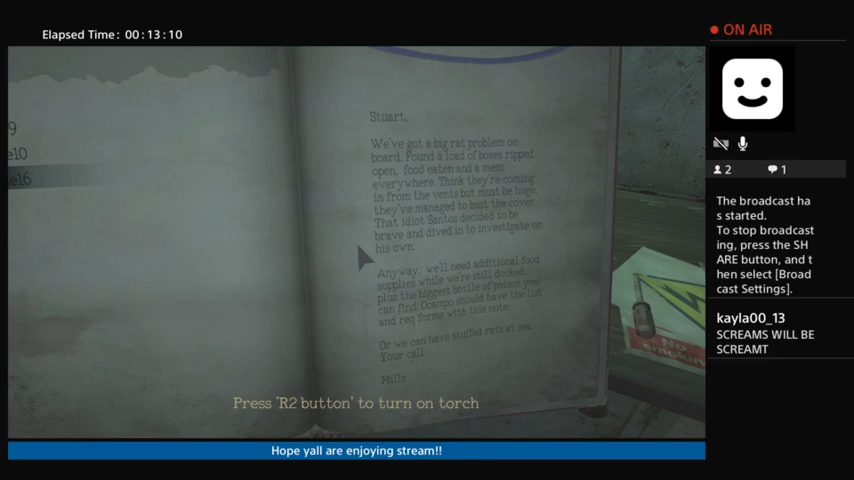 Elapsed Time: 00:13:10
ON AIR
9
e10
e16
Stuart,
We've got a big rat problem on
board. Found a load of boxes ripped
open, food eaten and a mess
everywhere. Think they're coming
in from the vents but must be huge,
they've managed to bust the cover.
That idiot Santos decided to be
brave and dived in to investigate on
his own.
Anyway, we'll need additional food
supplies while we're still docked,
plus the biggest bottle of poison you
can find. Ocampo should have the list
and req forms with this note.
Or we can have stuffed rats at sea.
Your call.
Mills
No
smokin
Press 'R2 button' to turn on torch
Hope yall are enjoying stream!!
2
1
The broadcast ha
s started.
To stop broadcast
ing, press the SH
ARE button, and t
hen select [Broad
cast Settings].
kayla00_13
SCREAMS WILL BE
SCREAMT